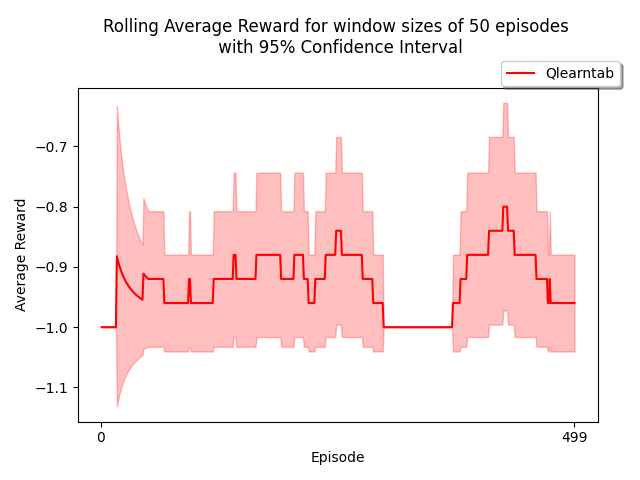 Rolling Average Reward for window sizes of 50 episodes
with 95% Confidence Interval
Qlearntab
−0.7
−0.8
−0.9
−1.0
−1.1
Average Reward
0
499
Episode